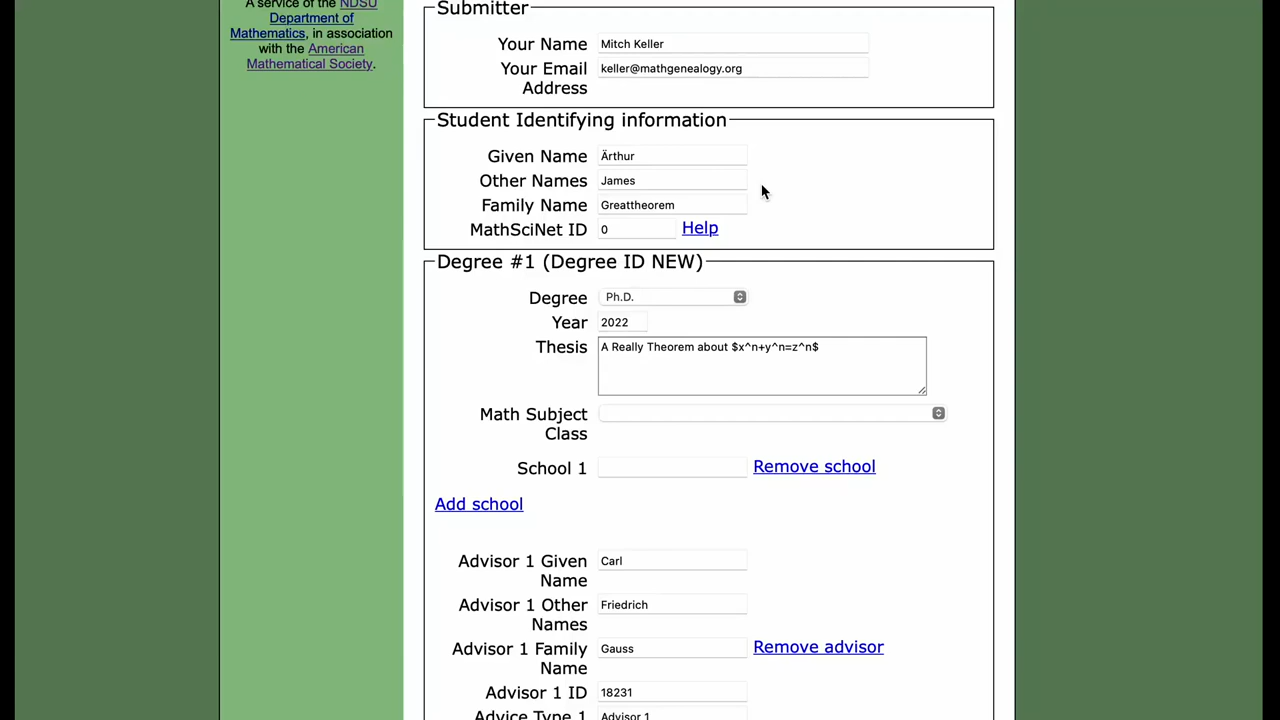 A service of the NDSU
Department of
Mathematics, in association
with the American
Mathematical Society.
Submitter
Your Name Mitch Keller
Your Email Address keller@mathgenealogy.org
Student Identifying information
Given Name Ärthur
Other Names James
Family Name Greattheorem
MathSciNet ID 0 Help
Degree #1 (Degree ID NEW)
Degree Ph.D.
Year 2022
Thesis A Really Theorem about $x^n+y^n=z^n$
Math Subject
Class
School 1 Remove school
Add school
Advisor 1 Given Name Carl
Advisor 1 Other Names Friedrich
Advisor 1 Family Name Gauss Remove advisor
Advisor 1 ID 18231
Advice Type 1 Advisor 1